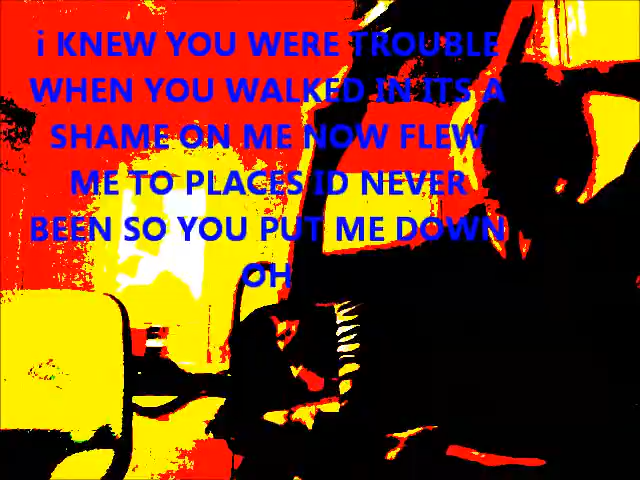 i KNEW YOU WERE TROUBLE
WHEN YOU WALKED IN ITS A
SHAME ON ME NOW FLEW
ME TO PLACES ID NEVER
BEEN SO YOU PUT ME DOWN
OH